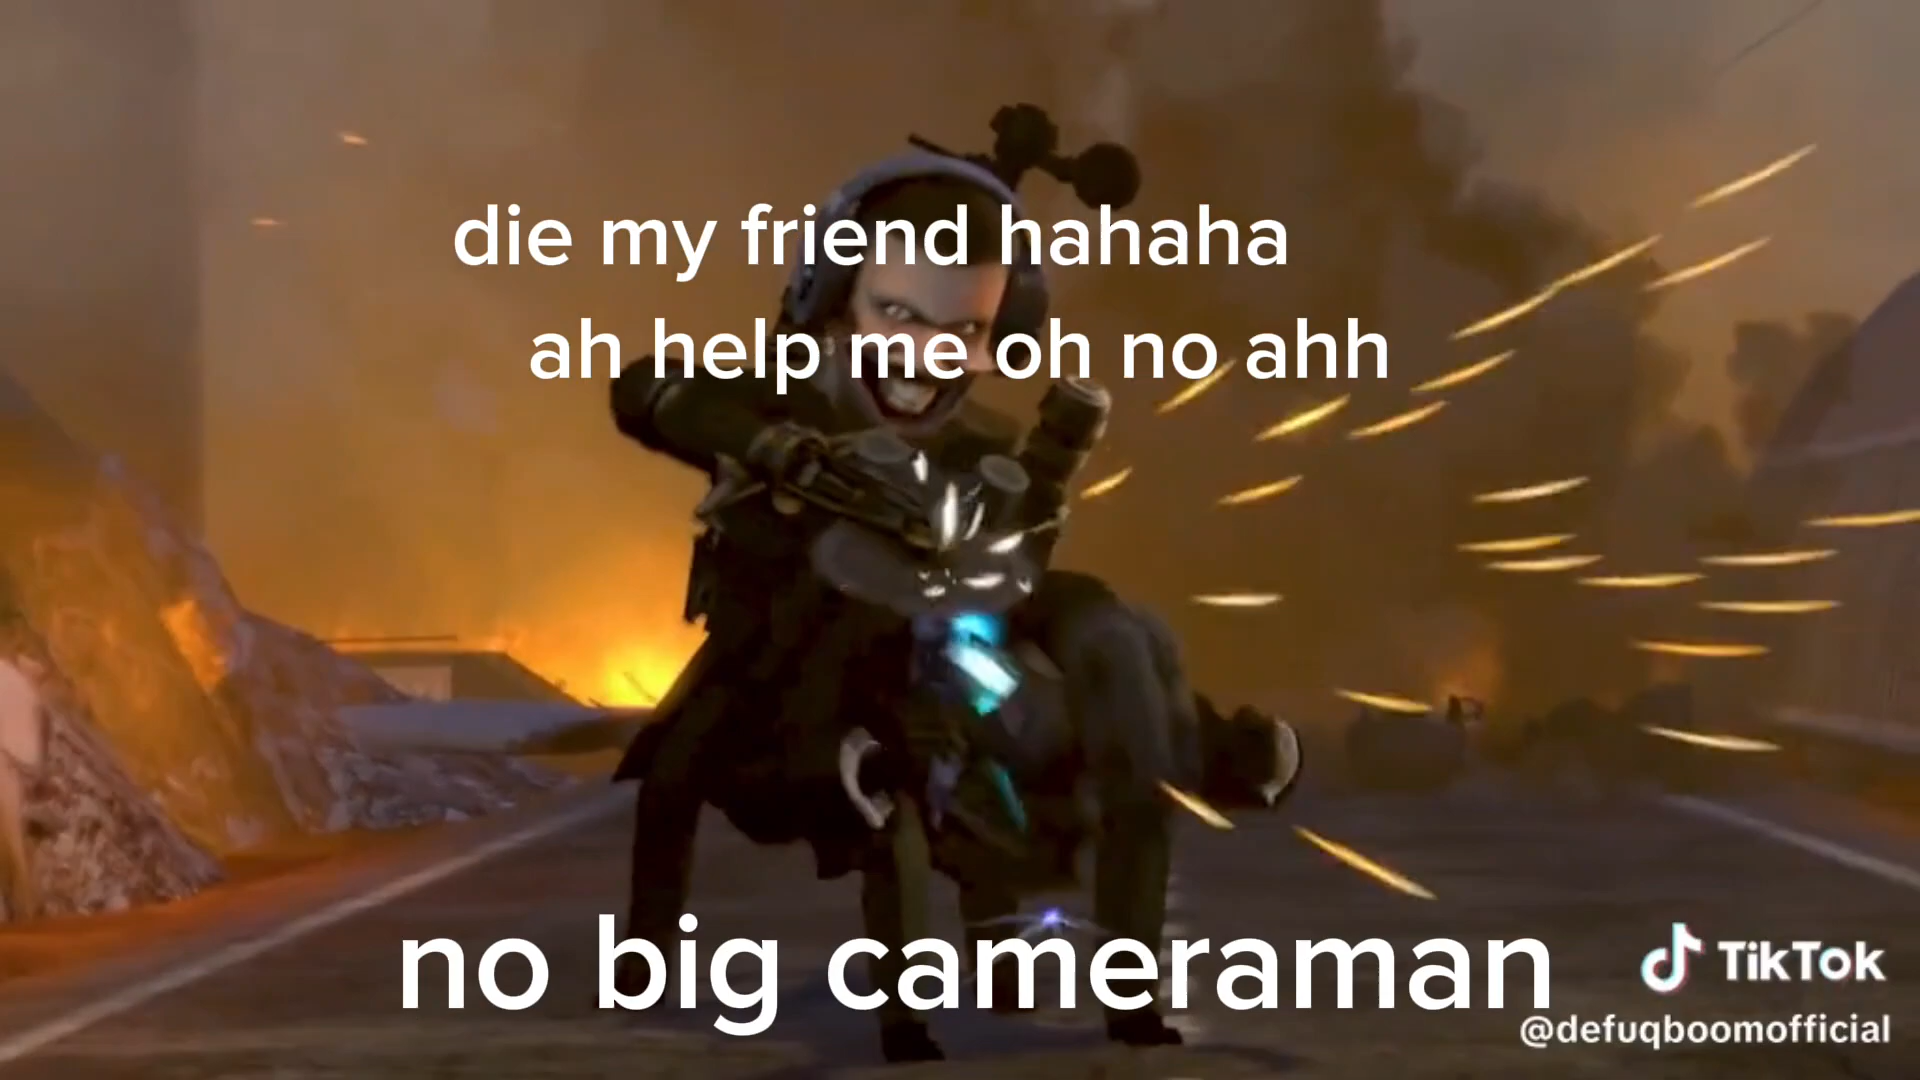 die my friend hahaha
ah help me oh no ahh
no big cameraman
TikTok
@defuqboomofficial